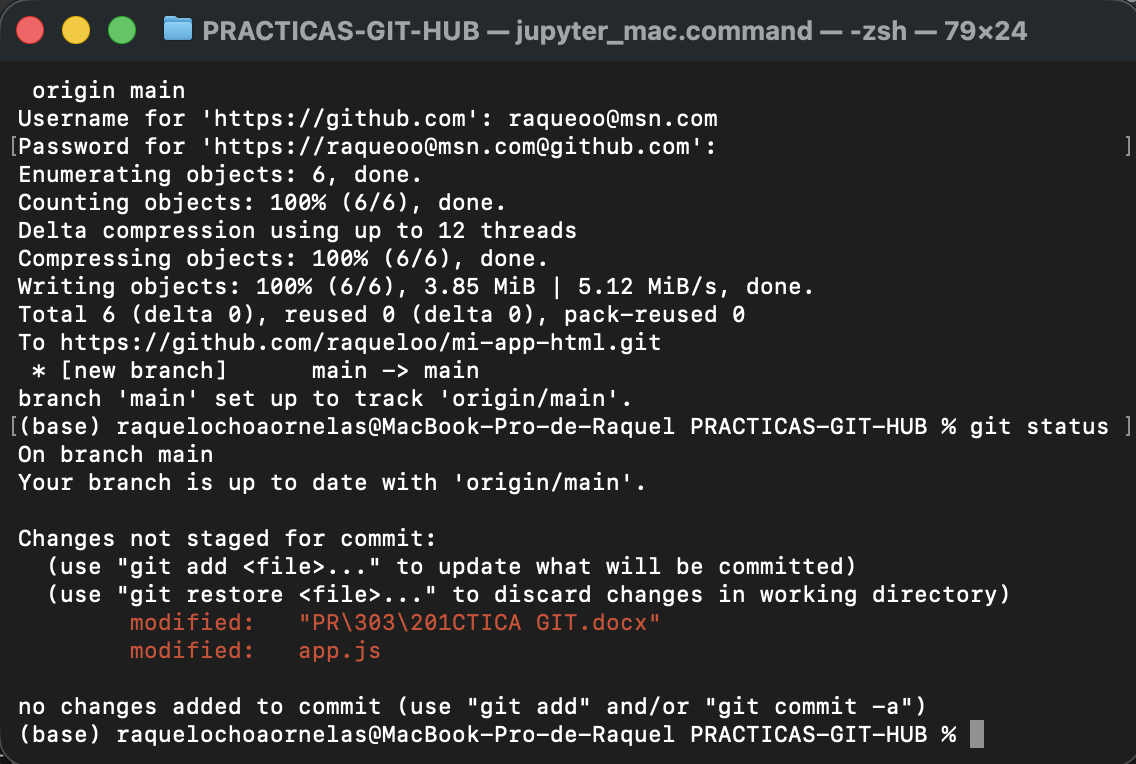 PRACTICAS-GIT-HUB — jupyter_mac.command — -zsh — 79×24
origin main
Username for 'https://github.com': raqueoo@msn.com
[Password for 'https://raqueoo@msn.com@github.com': ]
Enumerating objects: 6, done.
Counting objects: 100% (6/6), done.
Delta compression using up to 12 threads
Compressing objects: 100% (6/6), done.
Writing objects: 100% (6/6), 3.85 MiB | 5.12 MiB/s, done.
Total 6 (delta 0), reused 0 (delta 0), pack-reused 0
To https://github.com/raqueloo/mi-app-html.git
 * [new branch]      main -> main
branch 'main' set up to track 'origin/main'.
[(base) raquelochoaornelas@MacBook-Pro-de-Raquel PRACTICAS-GIT-HUB % git status ]
On branch main
Your branch is up to date with 'origin/main'.
Changes not staged for commit:
  (use "git add <file>..." to update what will be committed)
  (use "git restore <file>..." to discard changes in working directory)
        modified:   "PR\303\201CTICA GIT.docx"
        modified:   app.js
no changes added to commit (use "git add" and/or "git commit -a")
(base) raquelochoaornelas@MacBook-Pro-de-Raquel PRACTICAS-GIT-HUB %